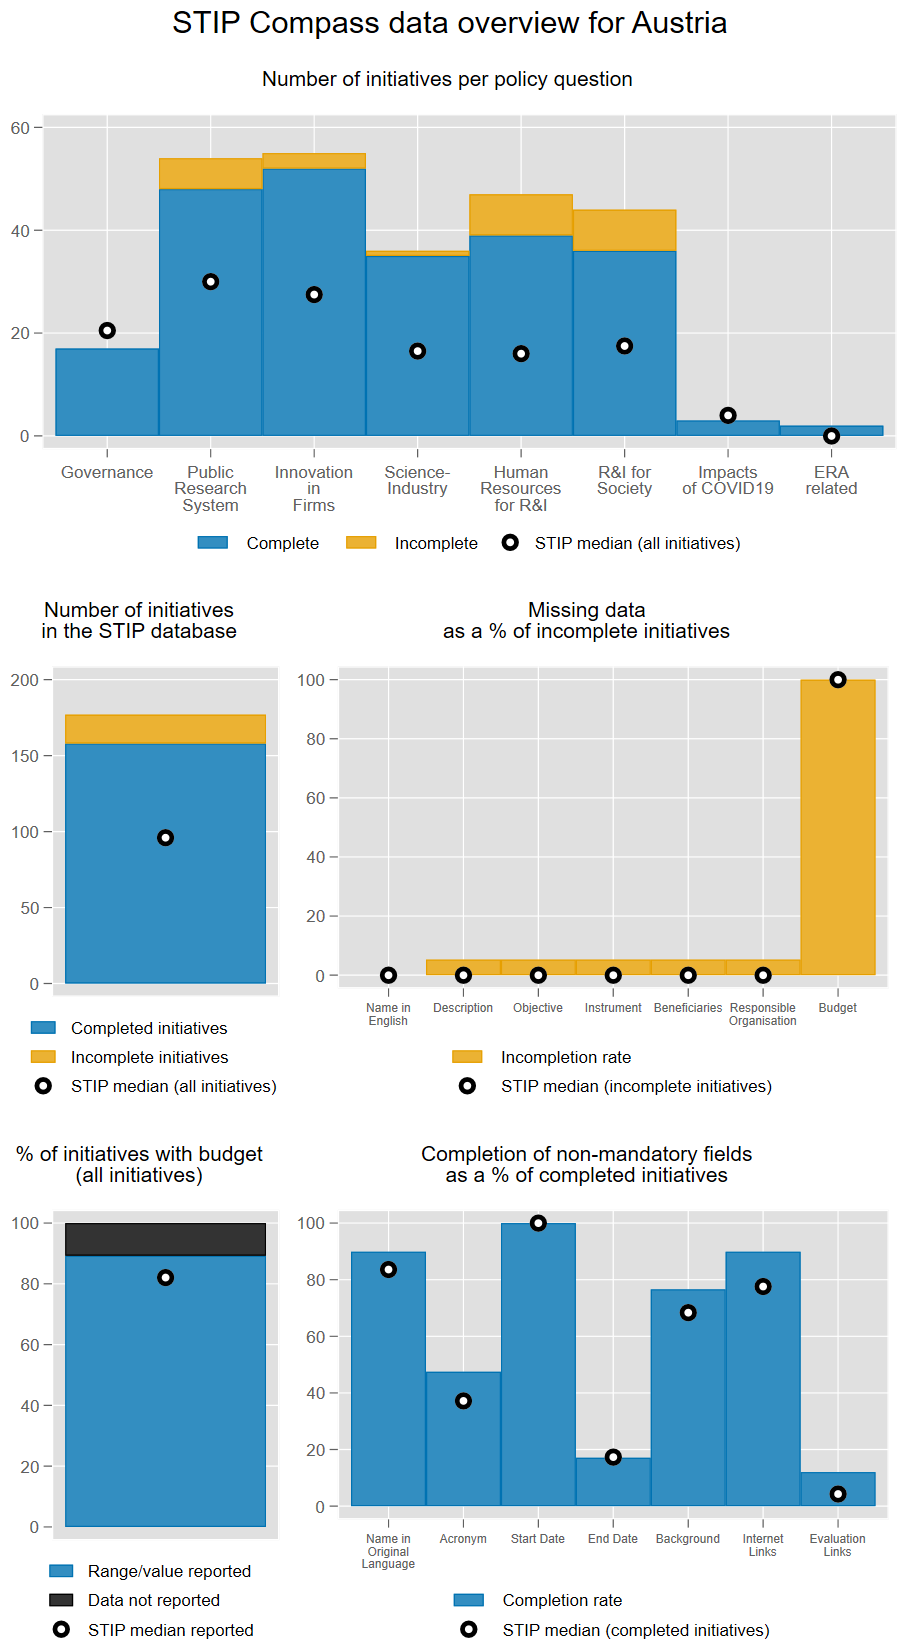 STIP Compass data overview for Austria
Number of initiatives per policy question
60
40
20
0
Governance
Public
Research
System
Innovation
in
Firms
Science-
Industry
Human
Resources
for R&I
R&I for
Society
Impacts
of COVID19
ERA
related
Complete
Incomplete
STIP median (all initiatives)
Number of initiatives
in the STIP database
200
150
100
50
0
Completed initiatives
Incomplete initiatives
STIP median (all initiatives)
Missing data
as a % of incomplete initiatives
100
80
60
40
20
0
Name in
English
Description
Objective
Instrument
Beneficiaries
Responsible
Organisation
Budget
Incompletion rate
STIP median (incomplete initiatives)
% of initiatives with budget
(all initiatives)
100
80
60
40
20
0
Range/value reported
Data not reported
STIP median reported
Completion of non-mandatory fields
as a % of completed initiatives
100
80
60
40
20
0
Name in
Original
Language
Acronym
Start Date
End Date
Background
Internet
Links
Evaluation
Links
Completion rate
STIP median (completed initiatives)